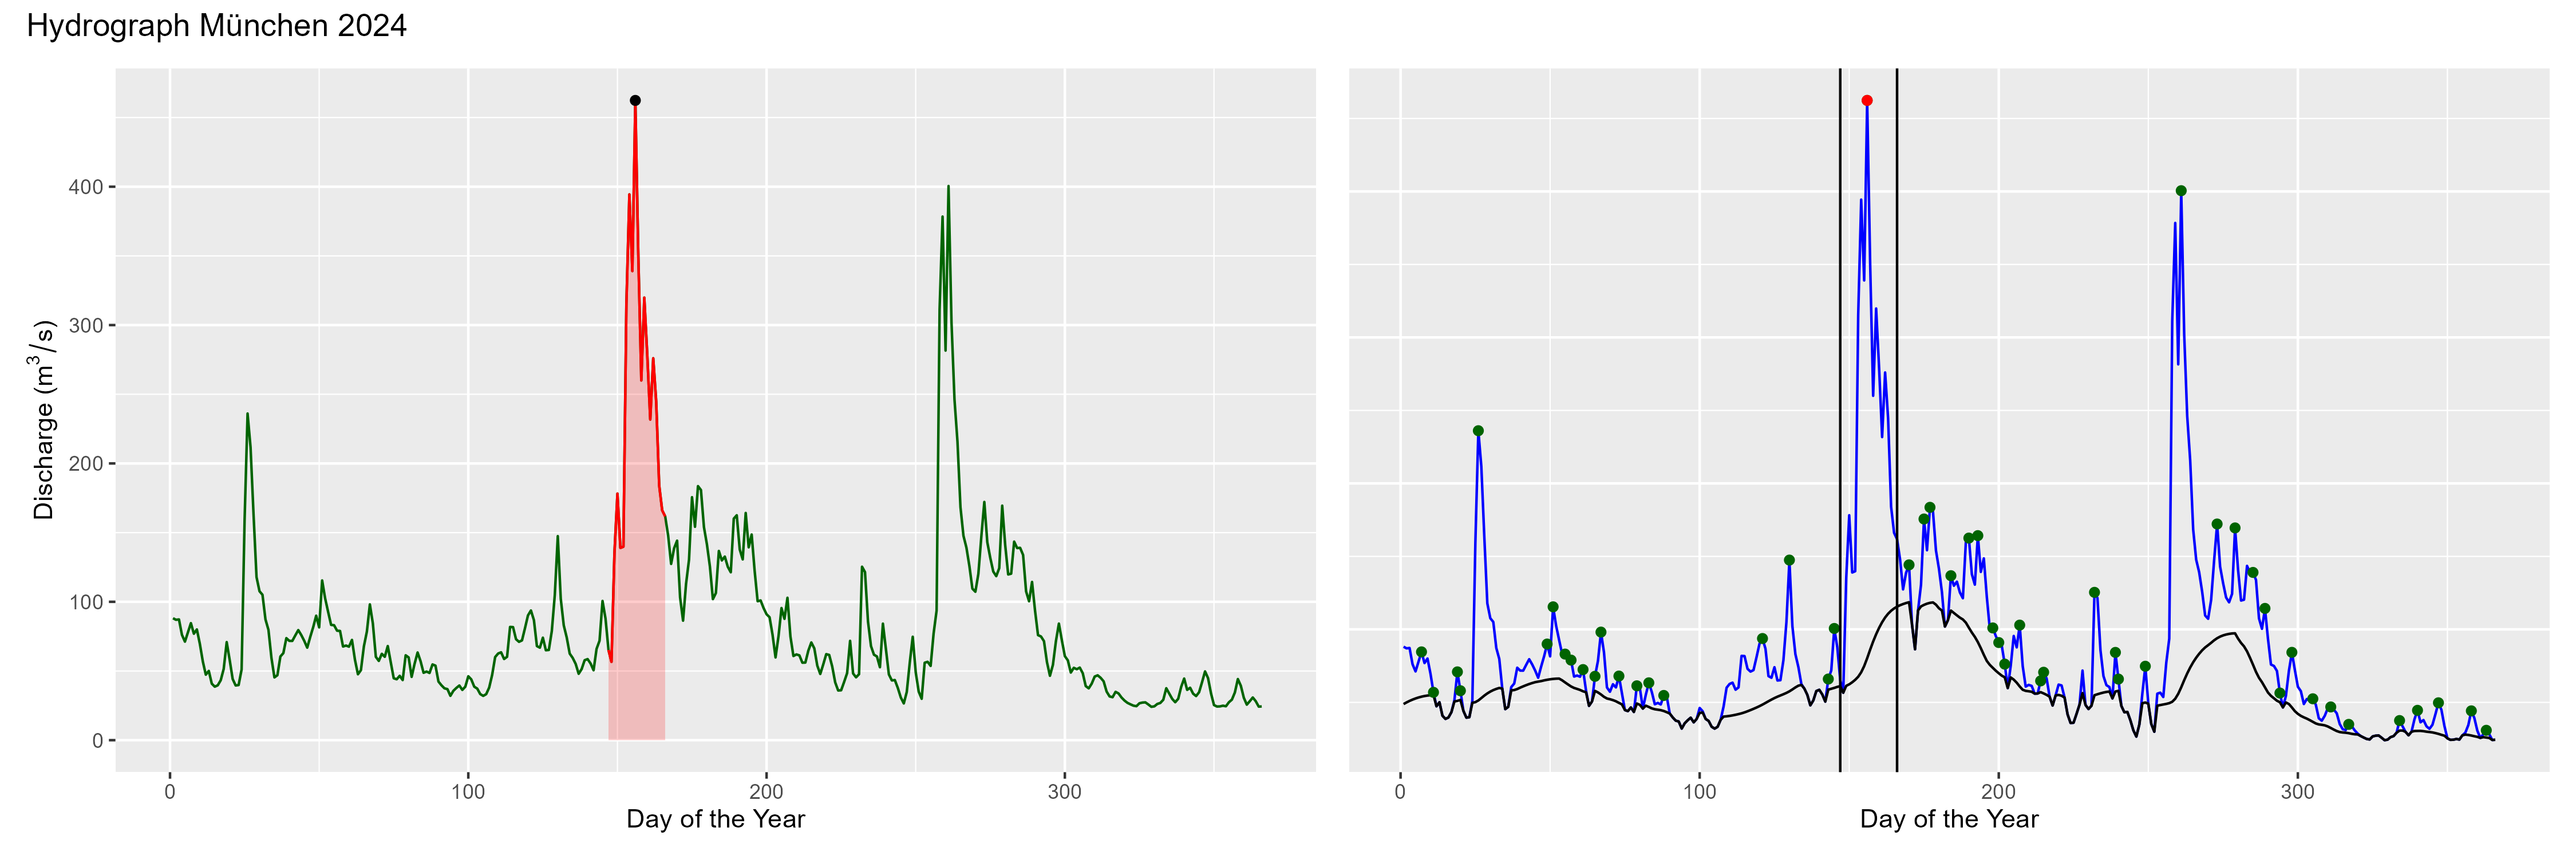 Hydrograph München 2024
Discharge (m³/s)
400
300
200
100
0
0 100 200 300
Day of the Year
0 100 200 300
Day of the Year